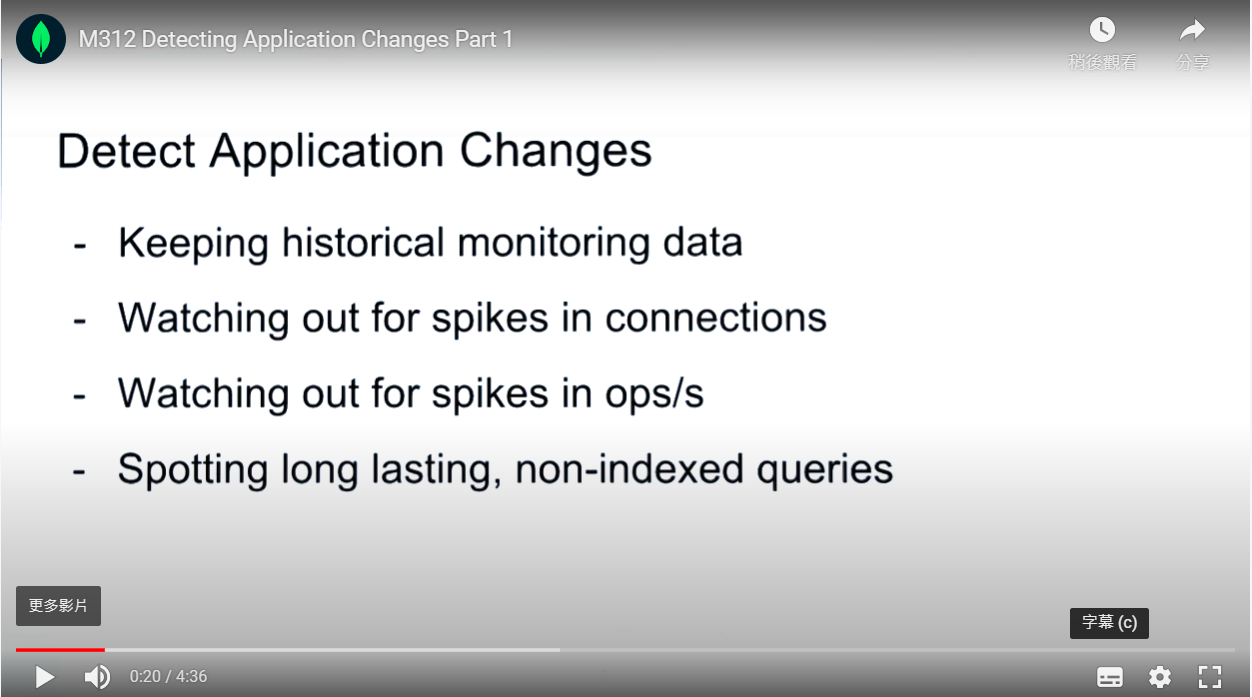 M312 Detecting Application Changes Part 1
稍後觀看
分享
Detect Application Changes
- Keeping historical monitoring data
- Watching out for spikes in connections
- Watching out for spikes in ops/s
- Spotting long lasting, non-indexed queries
更多影片
字幕 (c)
0:20 / 4:36